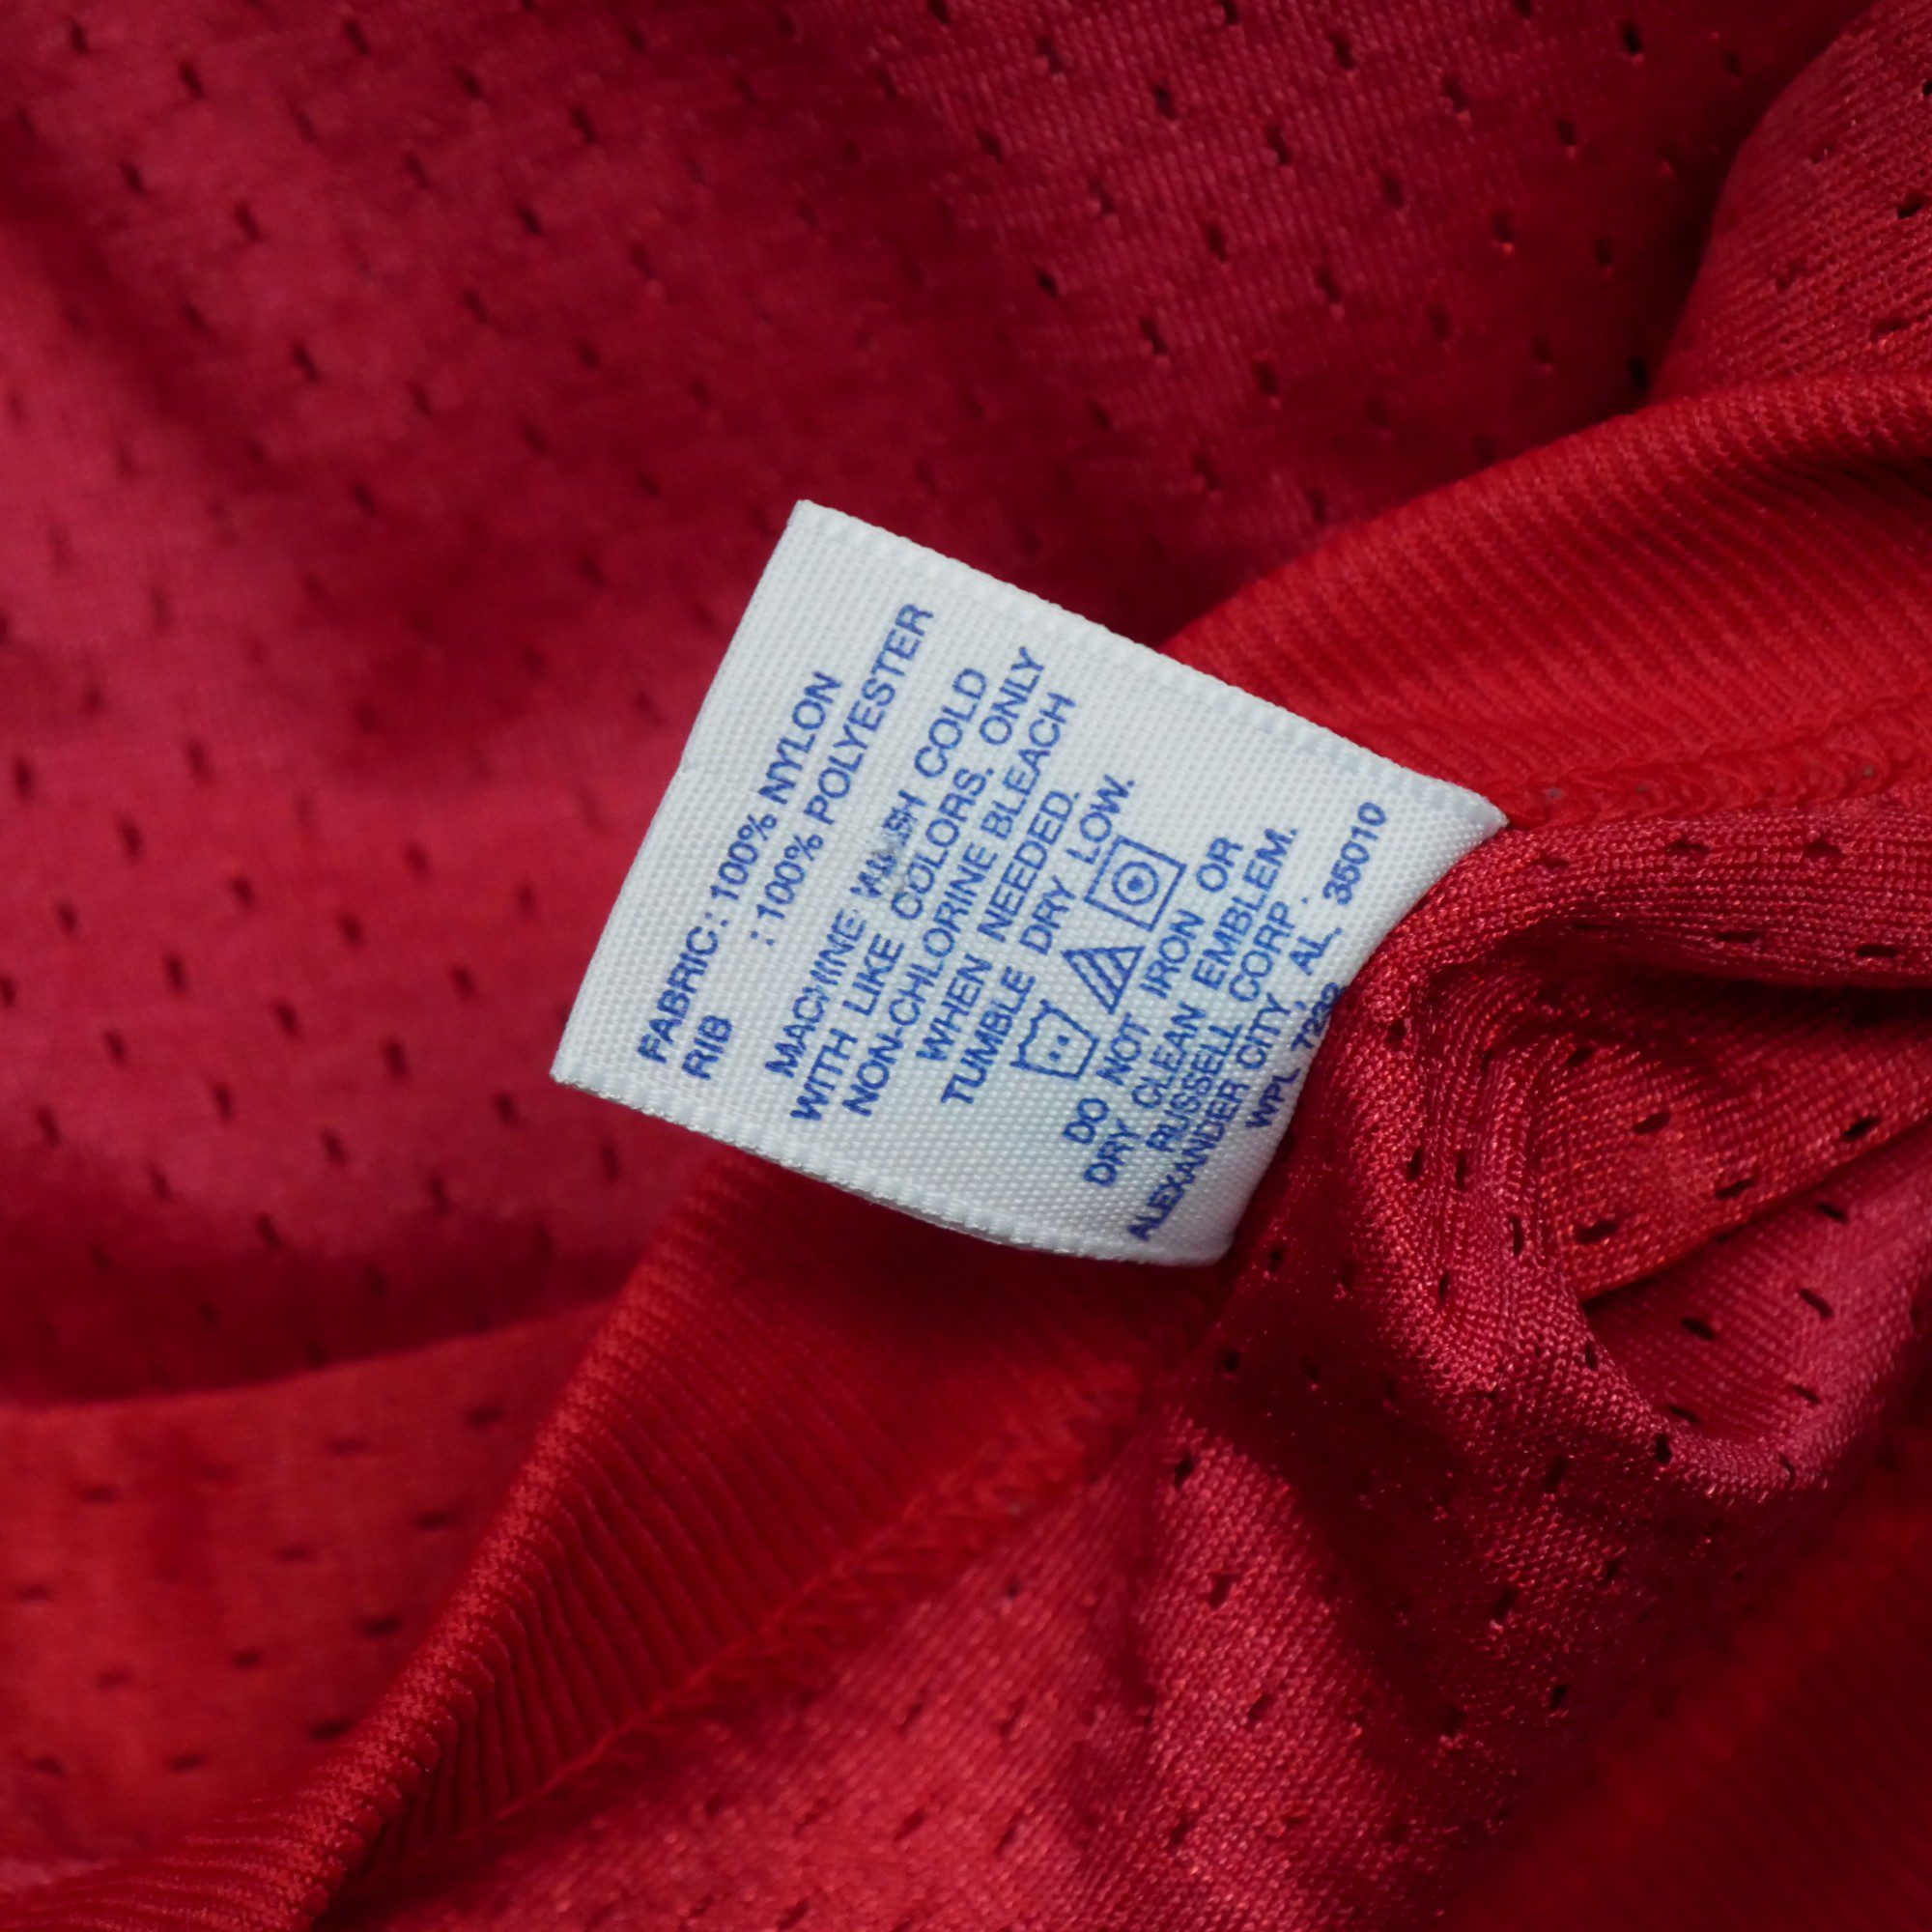 FABRIC : 100% NYLON
RIB : 100% POLYESTER
MACHINE WASH COLD
WITH LIKE COLORS. ONLY
NON-CHLORINE BLEACH
WHEN NEEDED.
TUMBLE DRY LOW.
DO NOT IRON OR
DRY CLEAN EMBLEM.
RUSSELL CORP.
ALEXANDER CITY, AL. 35010
WPL